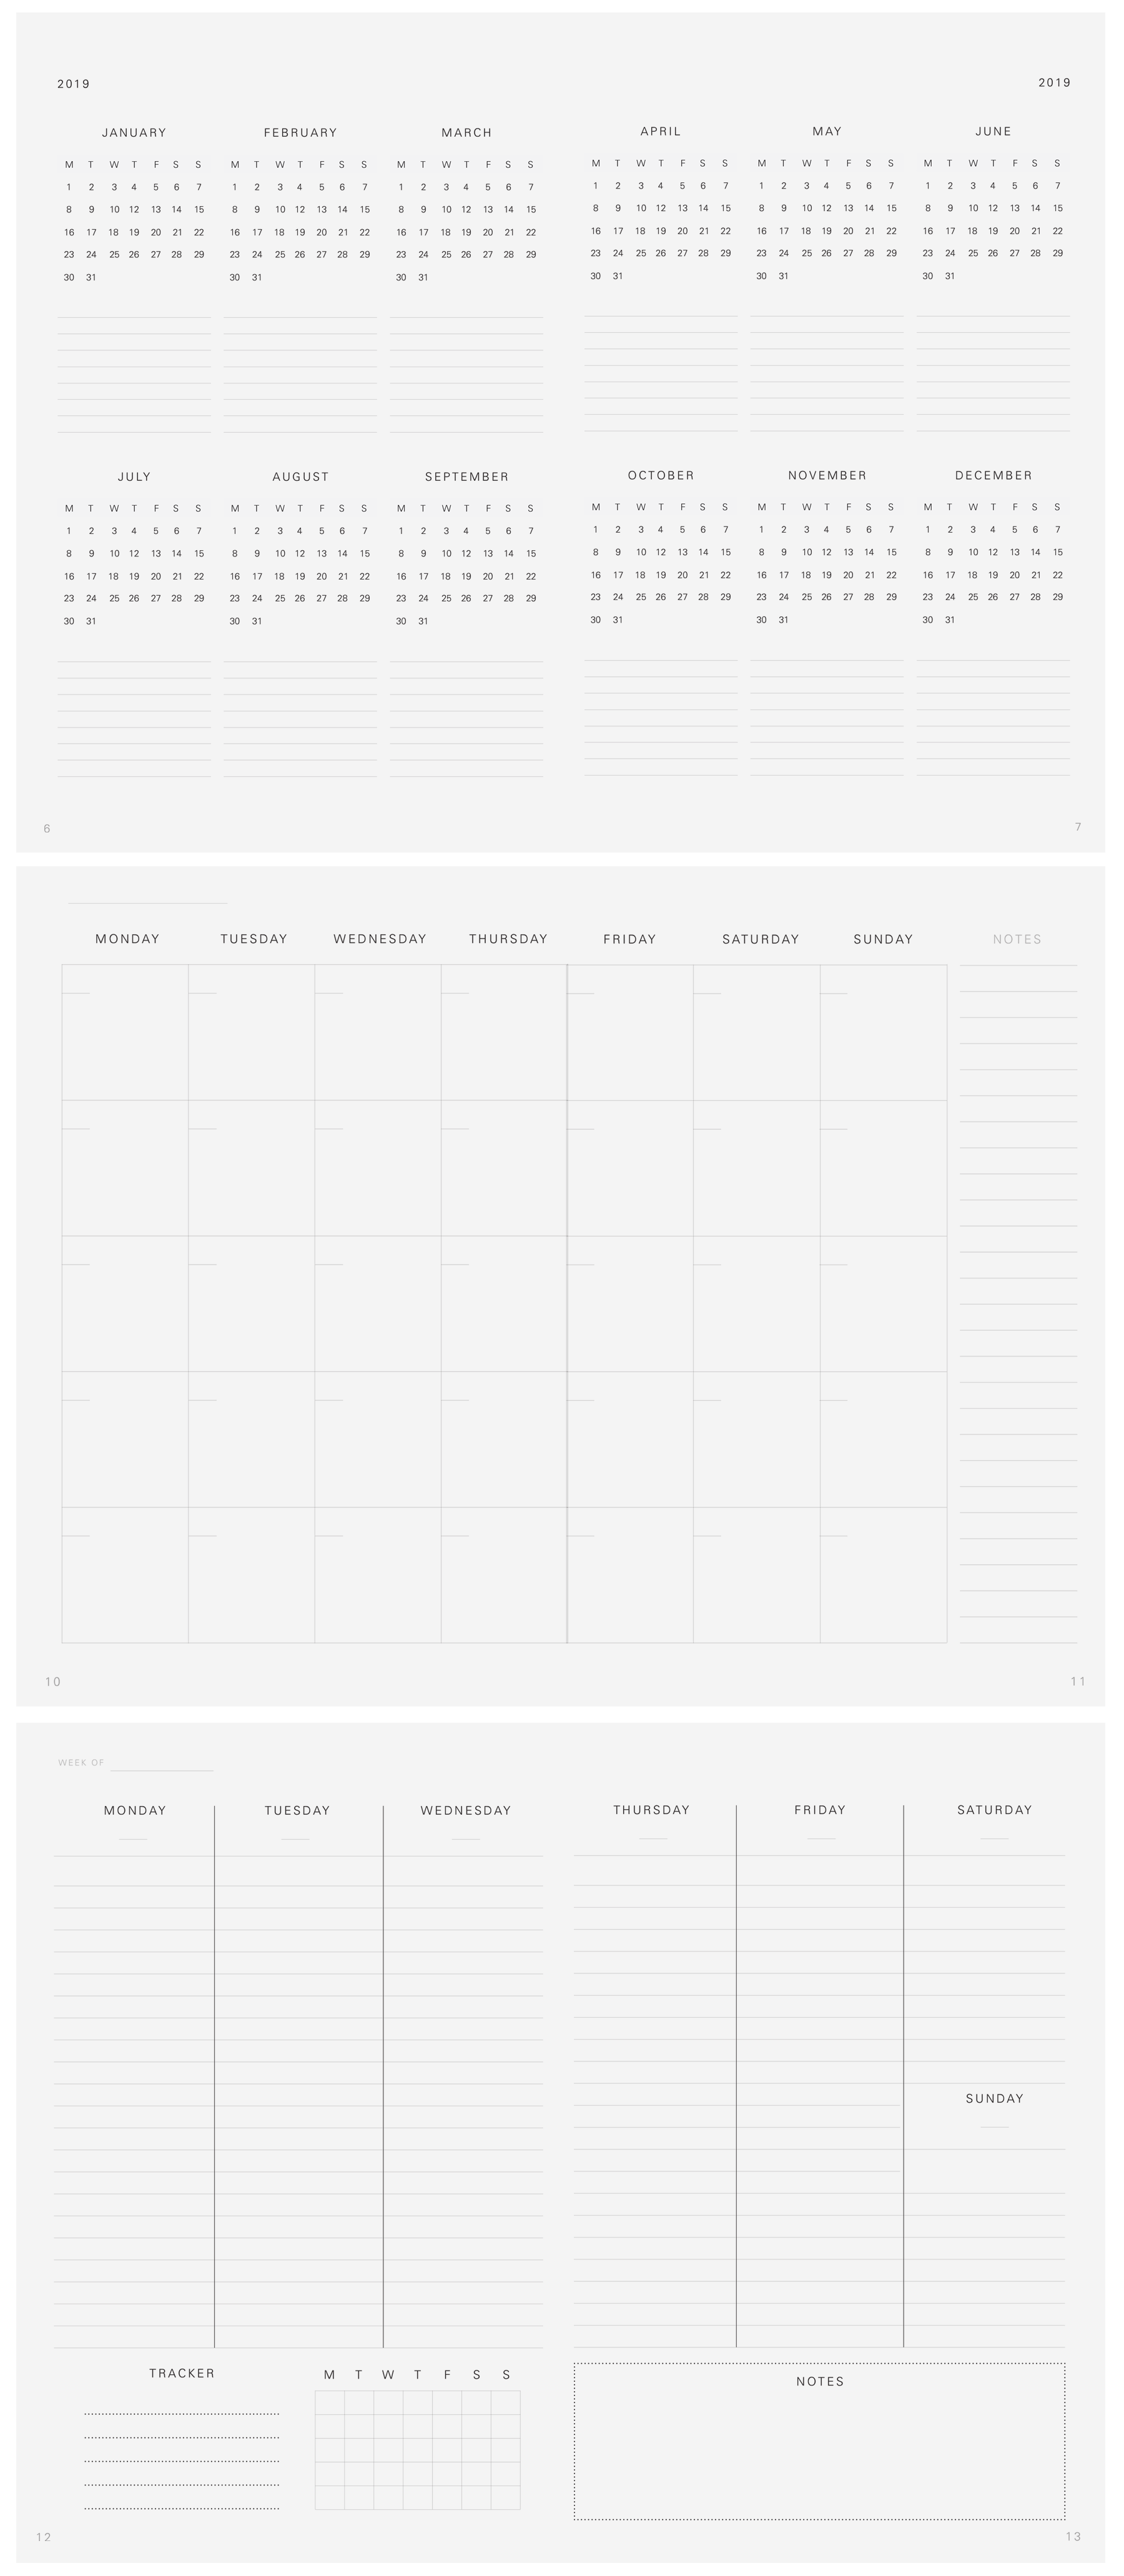 2019
2019
JANUARY FEBRUARY MARCH APRIL MAY JUNE
M T W T F S S M T W T F S S M T W T F S S M T W T F S S M T W T F S S M T W T F S S
1 2 3 4 5 6 7 1 2 3 4 5 6 7 1 2 3 4 5 6 7 1 2 3 4 5 6 7 1 2 3 4 5 6 7 1 2 3 4 5 6 7
8 9 10 12 13 14 15 8 9 10 12 13 14 15 8 9 10 12 13 14 15 8 9 10 12 13 14 15 8 9 10 12 13 14 15 8 9 10 12 13 14 15
16 17 18 19 20 21 22 16 17 18 19 20 21 22 16 17 18 19 20 21 22 16 17 18 19 20 21 22 16 17 18 19 20 21 22 16 17 18 19 20 21 22
23 24 25 26 27 28 29 23 24 25 26 27 28 29 23 24 25 26 27 28 29 23 24 25 26 27 28 29 23 24 25 26 27 28 29 23 24 25 26 27 28 29
30 31 30 31 30 31 30 31 30 31 30 31
JULY AUGUST SEPTEMBER OCTOBER NOVEMBER DECEMBER
M T W T F S S M T W T F S S M T W T F S S M T W T F S S M T W T F S S M T W T F S S
1 2 3 4 5 6 7 1 2 3 4 5 6 7 1 2 3 4 5 6 7 1 2 3 4 5 6 7 1 2 3 4 5 6 7 1 2 3 4 5 6 7
8 9 10 12 13 14 15 8 9 10 12 13 14 15 8 9 10 12 13 14 15 8 9 10 12 13 14 15 8 9 10 12 13 14 15 8 9 10 12 13 14 15
16 17 18 19 20 21 22 16 17 18 19 20 21 22 16 17 18 19 20 21 22 16 17 18 19 20 21 22 16 17 18 19 20 21 22 16 17 18 19 20 21 22
23 24 25 26 27 28 29 23 24 25 26 27 28 29 23 24 25 26 27 28 29 23 24 25 26 27 28 29 23 24 25 26 27 28 29 23 24 25 26 27 28 29
30 31 30 31 30 31 30 31 30 31 30 31
6
7
MONDAY TUESDAY WEDNESDAY THURSDAY FRIDAY SATURDAY SUNDAY NOTES
10
11
WEEK OF
MONDAY TUESDAY WEDNESDAY THURSDAY FRIDAY SATURDAY
SUNDAY
TRACKER
M T W T F S S
NOTES
12
13